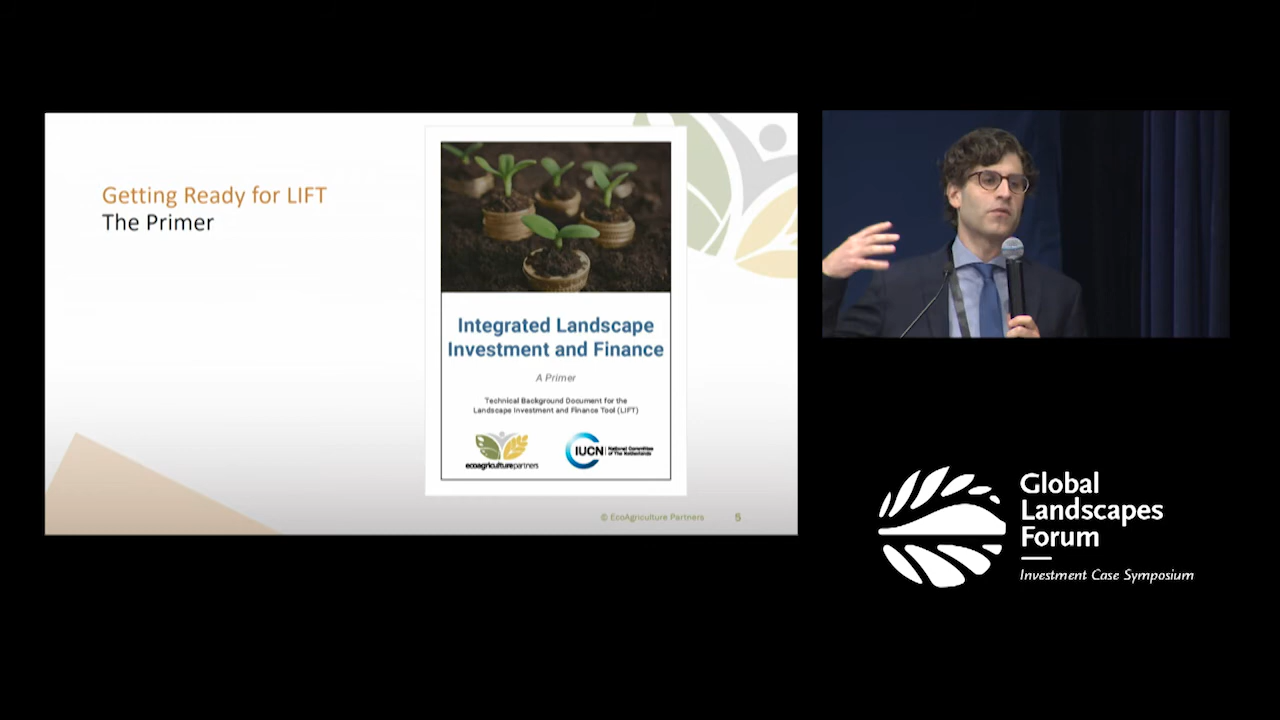 Getting Ready for LIFT
The Primer
Integrated Landscape
Investment and Finance
A Primer
Technical Background Document for the
Landscape Investment and Finance Tool (LIFT)
ecoagriculturepartners
IUCN
National Committee
of The Netherlands
© EcoAgriculture Partners
5
Global
Landscapes
Forum
Investment Case Symposium